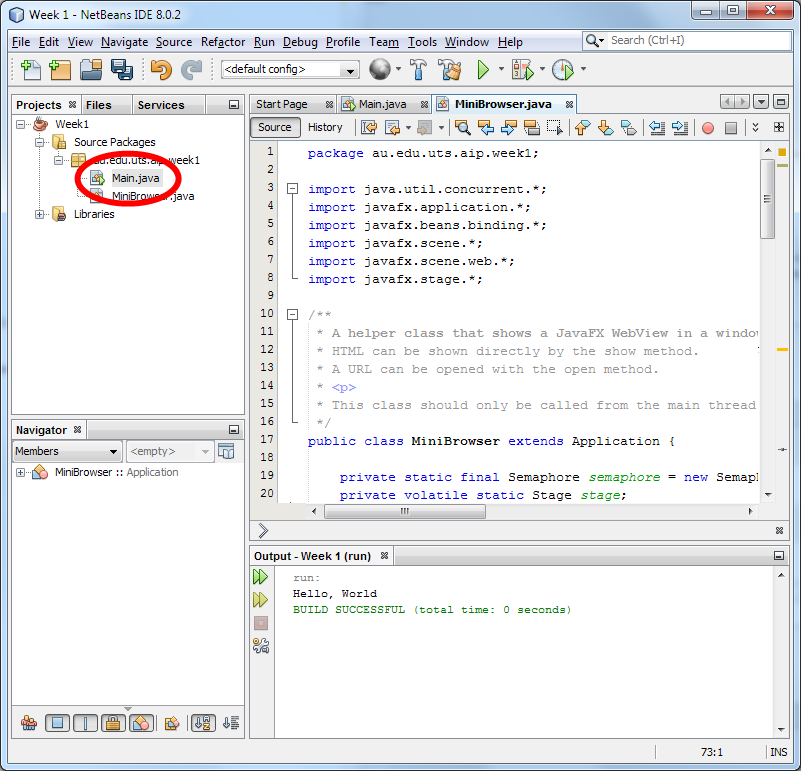 Week 1 - NetBeans IDE 8.0.2
File Edit View Navigate Source Refactor Run Debug Profile Team Tools Window Help
Search (Ctrl+I)
<default config>
Projects Files Services
Week1
Source Packages
au.edu.uts.aip.week1
Main.java
MiniBrowser.java
Libraries
Start Page Main.java MiniBrowser.java
Source History
1 package au.edu.uts.aip.week1;
2
3 import java.util.concurrent.*;
4 import javafx.application.*;
5 import javafx.beans.binding.*;
6 import javafx.scene.*;
7 import javafx.scene.web.*;
8 import javafx.stage.*;
9
10 /**
11 * A helper class that shows a JavaFX WebView in a window
12 * HTML can be shown directly by the show method.
13 * A URL can be opened with the open method.
14 * <p>
15 * This class should only be called from the main thread
16 */
17 public class MiniBrowser extends Application {
18
19 private static final Semaphore semaphore = new Semaph
20 private volatile static Stage stage;
Navigator
Members <empty>
MiniBrowser :: Application
Output - Week 1 (run)
run:
Hello, World
BUILD SUCCESSFUL (total time: 0 seconds)
73:1 INS